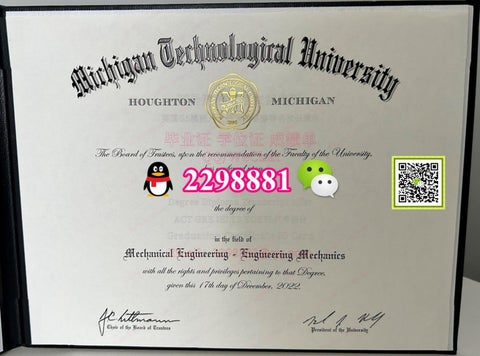 Michigan Technological University
HOUGHTON MICHIGAN
毕业证 学位证 成绩单
The Board of Trustees, upon the recommendation of the Faculty of the University,
2298881
the degree of
in the field of
Mechanical Engineering - Engineering Mechanics
with all the rights and privileges pertaining to that Degree,
given this 17th day of December, 2022.
Chair of the Board of Trustees
President of the University